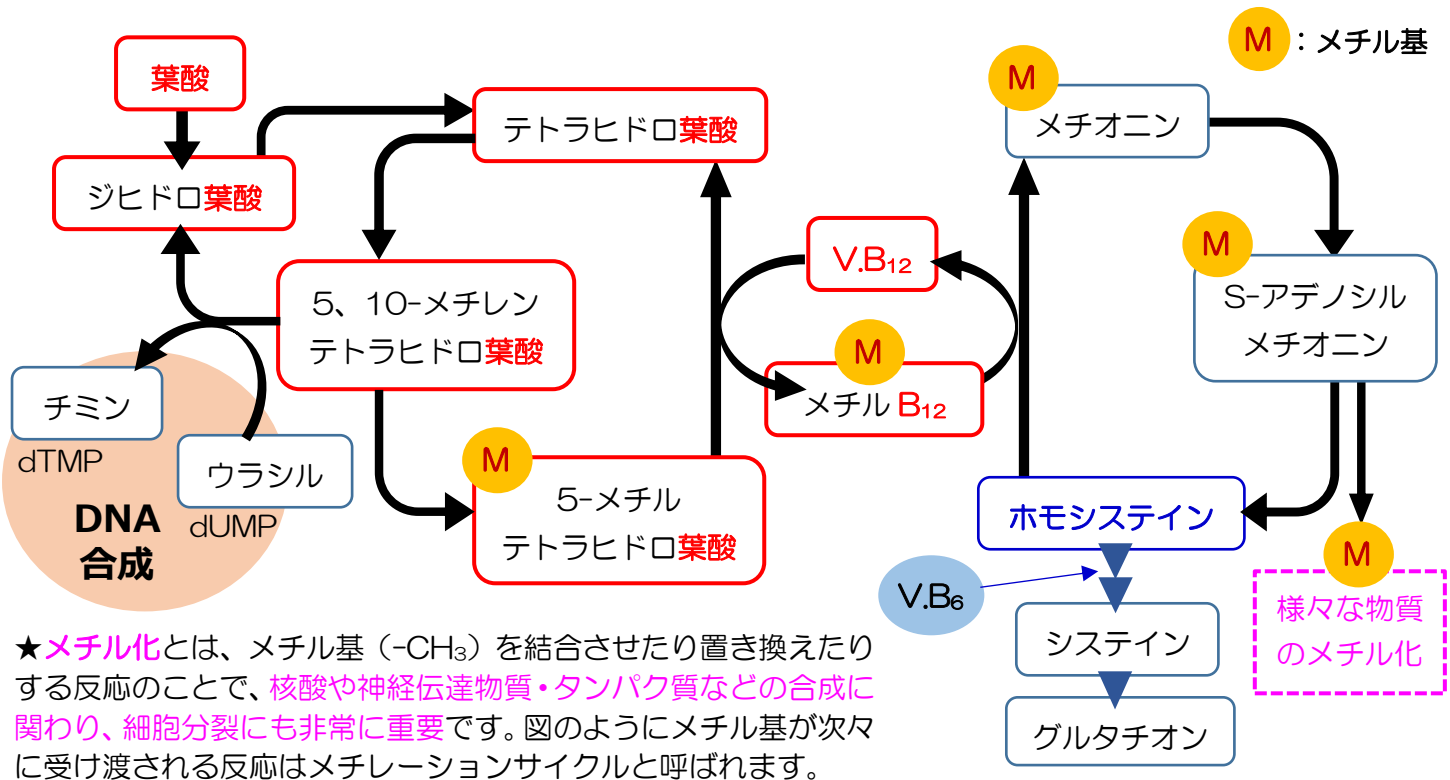 M：メチル基
葉酸
テトラヒドロ葉酸
M
メチオニン
ジヒドロ葉酸
V.B₁₂
M
S-アデノシル
メチオニン
5、10-メチレン
テトラヒドロ葉酸
M
メチル B₁₂
チミン
dTMP
ウラシル
dUMP
DNA
合成
M
5-メチル
テトラヒドロ葉酸
ホモシステイン
M
様々な物質
のメチル化
V.B₆
システイン
グルタチオン
★メチル化とは、メチル基（-CH₃）を結合させたり置き換えたり
する反応のことで、核酸や神経伝達物質・タンパク質などの合成に
関わり、細胞分裂にも非常に重要です。図のようにメチル基が次々
に受け渡される反応はメチレーションサイクルと呼ばれます。